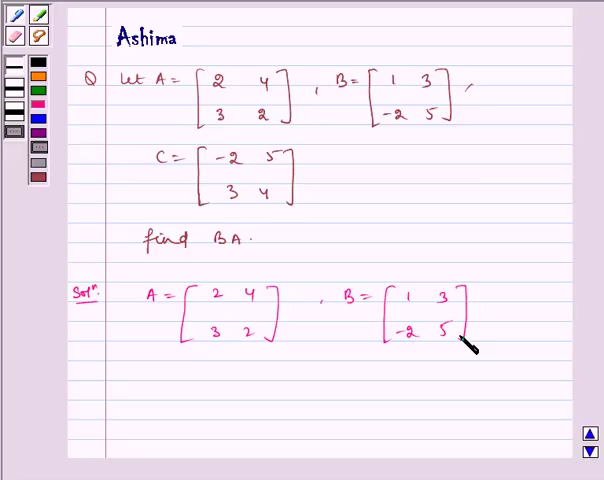 Ashima
Q Let A = [ 2 4 , B = [ 1 3 ,
3 2 ] -2 5 ]
C = [ -2 5
3 4 ]
find BA.
Solⁿ. A = [ 2 4 , B = [ 1 3
3 2 ] -2 5 ]